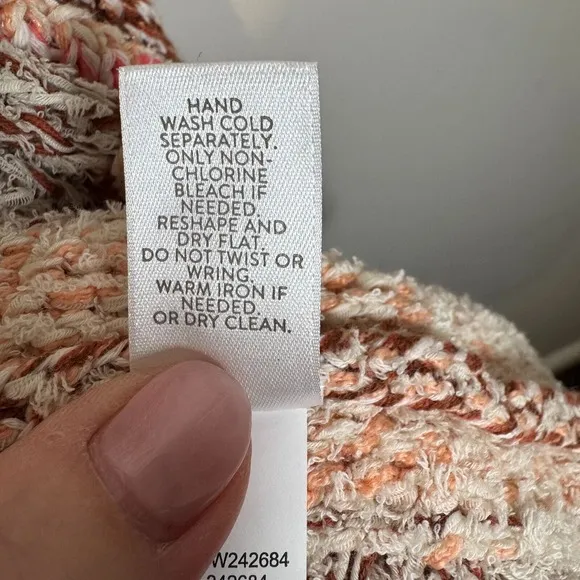 HAND
WASH COLD
SEPARATELY.
ONLY NON-
CHLORINE
BLEACH IF
NEEDED.
RESHAPE AND
DRY FLAT.
DO NOT TWIST OR
WRING.
WARM IRON IF
NEEDED.
OR DRY CLEAN.
W242684
242684